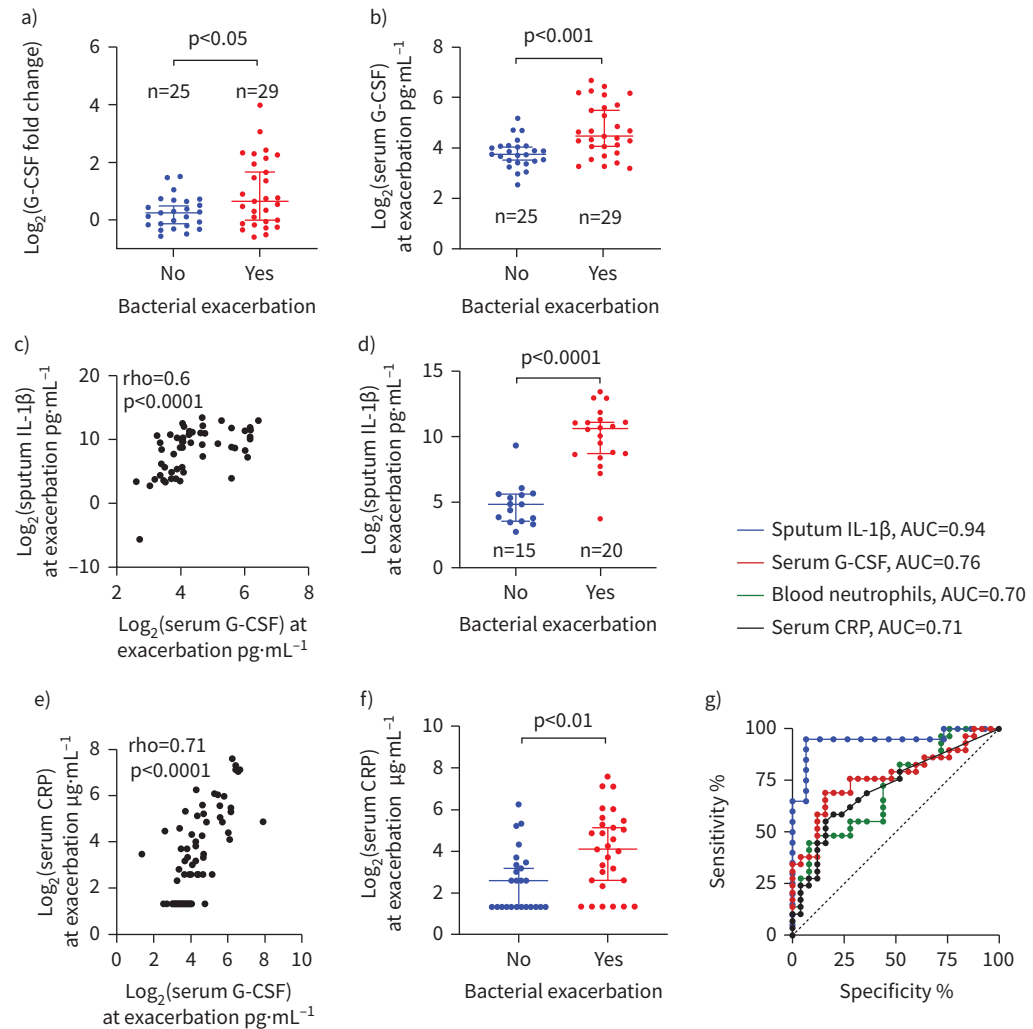 a)
Log2(G-CSF fold change)
6
4
2
0
p<0.05
n=25
n=29
No
Yes
Bacterial exacerbation
b)
Log2(serum G-CSF)
at exacerbation pg·mL−1
8
6
4
2
0
p<0.001
n=25
n=29
No
Yes
Bacterial exacerbation
c)
Log2(sputum IL-1β)
at exacerbation pg·mL−1
20
10
0
−10
rho=0.6
p<0.0001
2
4
6
8
Log2(serum G-CSF) at
exacerbation pg·mL−1
d)
Log2(sputum IL-1β)
at exacerbation pg·mL−1
15
10
5
0
p<0.0001
n=15
n=20
No
Yes
Bacterial exacerbation
Sputum IL-1β, AUC=0.94
Serum G-CSF, AUC=0.76
Blood neutrophils, AUC=0.70
Serum CRP, AUC=0.71
e)
Log2(serum CRP)
at exacerbation µg·mL−1
8
6
4
2
0
rho=0.71
p<0.0001
0
2
4
6
8
10
Log2(serum G-CSF)
at exacerbation pg·mL−1
f)
Log2(serum CRP)
at exacerbation µg·mL−1
10
8
6
4
2
0
p<0.01
No
Yes
Bacterial exacerbation
g)
Sensitivity %
100
75
50
25
0
0
25
50
75
100
Specificity %